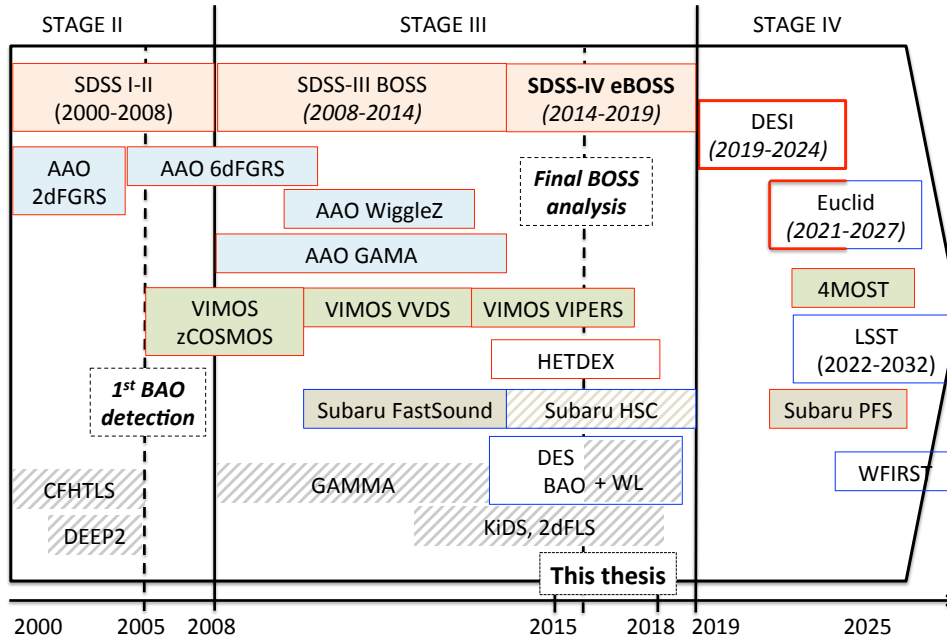 STAGE II
STAGE III
STAGE IV
SDSS I-II
(2000-2008)
SDSS-III BOSS
(2008-2014)
SDSS-IV eBOSS
(2014-2019)
DESI
(2019-2024)
AAO
2dFGRS
AAO 6dFGRS
Final BOSS
analysis
AAO WiggleZ
Euclid
(2021-2027)
AAO GAMA
VIMOS
zCOSMOS
VIMOS VVDS
VIMOS VIPERS
4MOST
HETDEX
LSST
(2022-2032)
1st BAO
detection
Subaru FastSound
Subaru HSC
Subaru PFS
DES
BAO + WL
WFIRST
CFHTLS
GAMMA
DEEP2
KiDS, 2dFLS
This thesis
2000
2005
2008
2015
2018
2019
2025